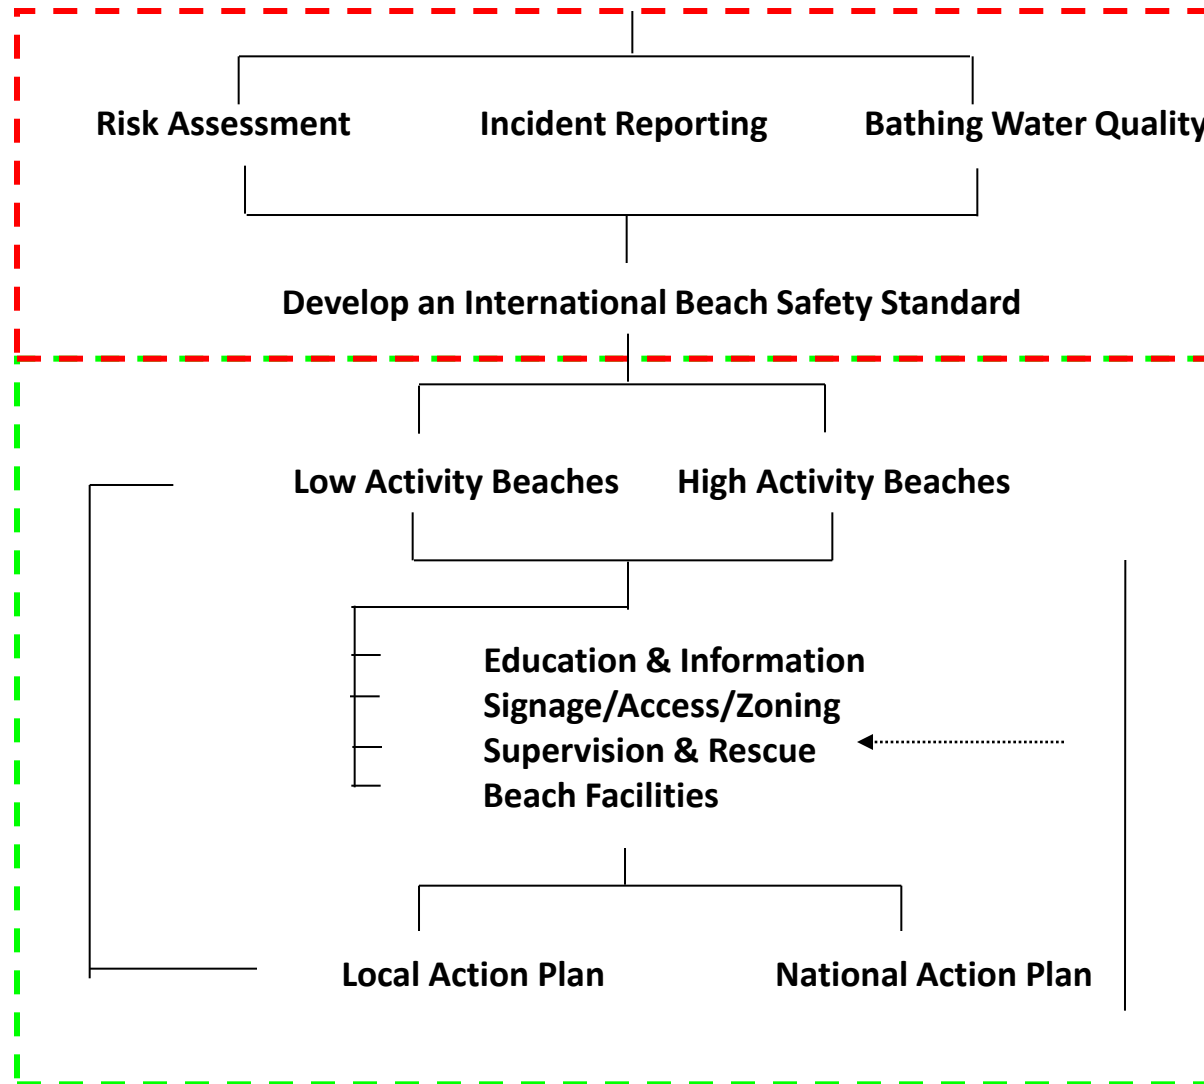 Risk Assessment Incident Reporting Bathing Water Quality
Develop an International Beach Safety Standard
Low Activity Beaches High Activity Beaches
Education & Information
Signage/Access/Zoning
Supervision & Rescue
Beach Facilities
Local Action Plan National Action Plan